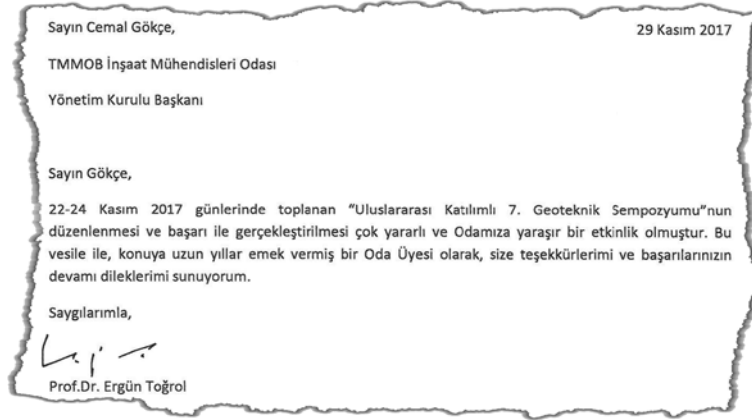 Sayın Cemal Gökçe, 29 Kasım 2017
TMMOB İnşaat Mühendisleri Odası
Yönetim Kurulu Başkanı
Sayın Gökçe,
22-24 Kasım 2017 günlerinde toplanan "Uluslararası Katılımlı 7. Geoteknik Sempozyumu"nun
düzenlenmesi ve başarı ile gerçekleştirilmesi çok yararlı ve Odamıza yaraşır bir etkinlik olmuştur. Bu
vesile ile, konuya uzun yıllar emek vermiş bir Oda Üyesi olarak, size teşekkürlerimi ve başarılarınızın
devamı dileklerimi sunuyorum.
Saygılarımla,
Prof.Dr. Ergün Toğrol